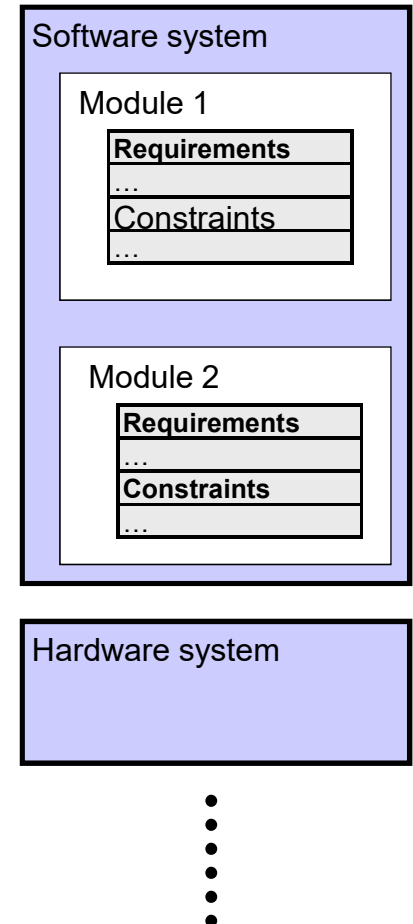 Software system
Module 1
Requirements
…
Constraints
…
Module 2
Requirements
…
Constraints
…
Hardware system